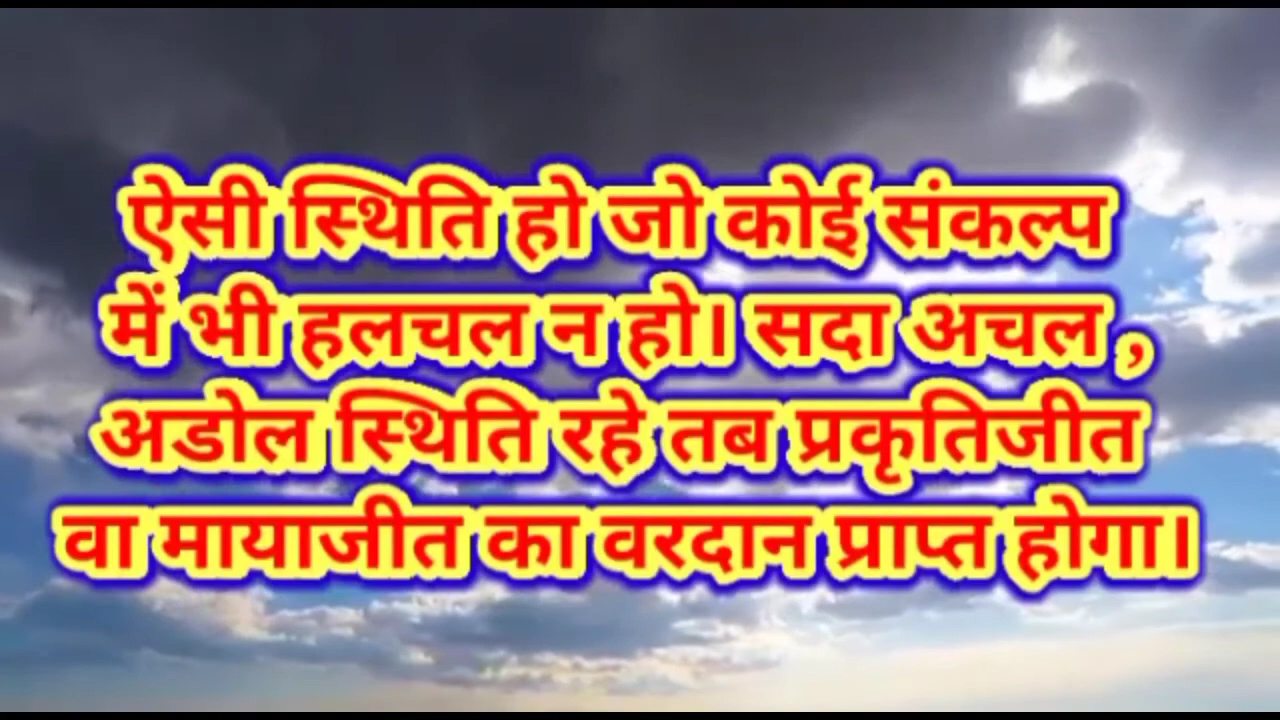 ऐसी स्थिति हो जो कोई संकल्प
में भी हलचल न हो। सदा अचल ,
अडोल स्थिति रहे तब प्रकृतिजीत
वा मायाजीत का वरदान प्राप्त होगा।